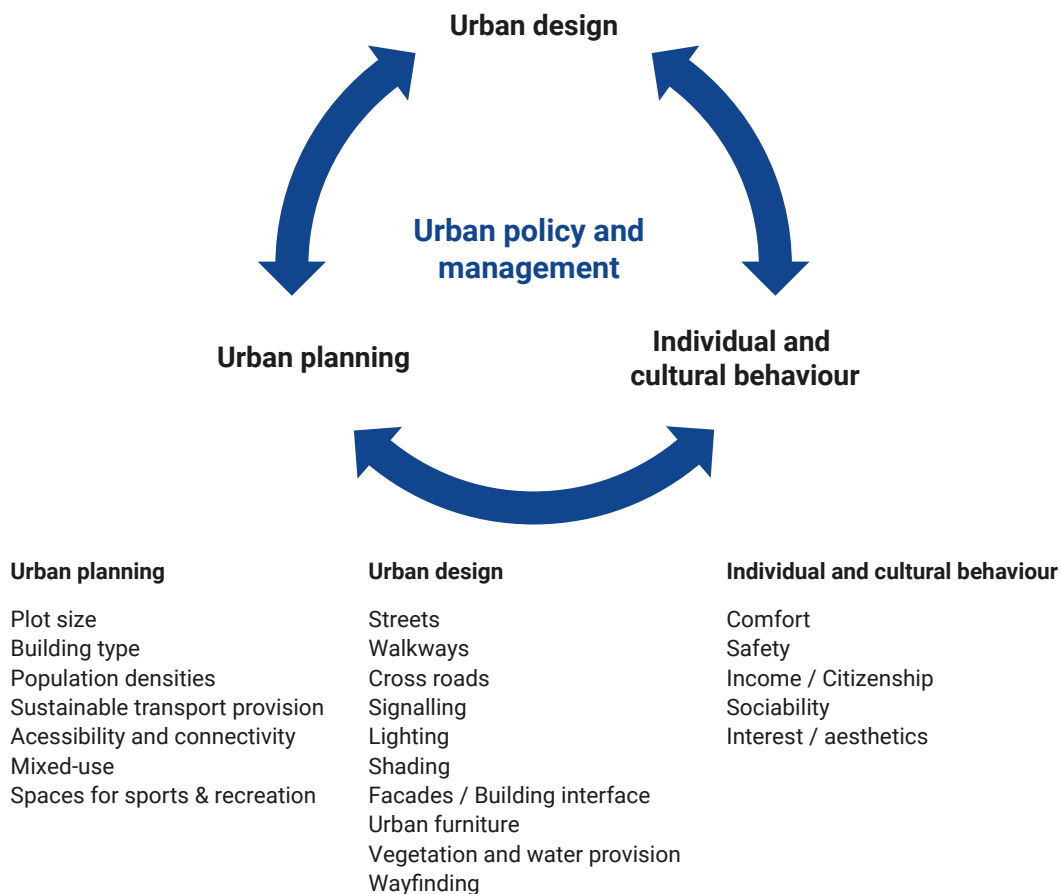 Urban design
Urban policy and
management
Urban planning
Individual and
cultural behaviour
Urban planning
Plot size
Building type
Population densities
Sustainable transport provision
Acessibility and connectivity
Mixed-use
Spaces for sports & recreation
Urban design
Streets
Walkways
Cross roads
Signalling
Lighting
Shading
Facades / Building interface
Urban furniture
Vegetation and water provision
Wayfinding
Individual and cultural behaviour
Comfort
Safety
Income / Citizenship
Sociability
Interest / aesthetics